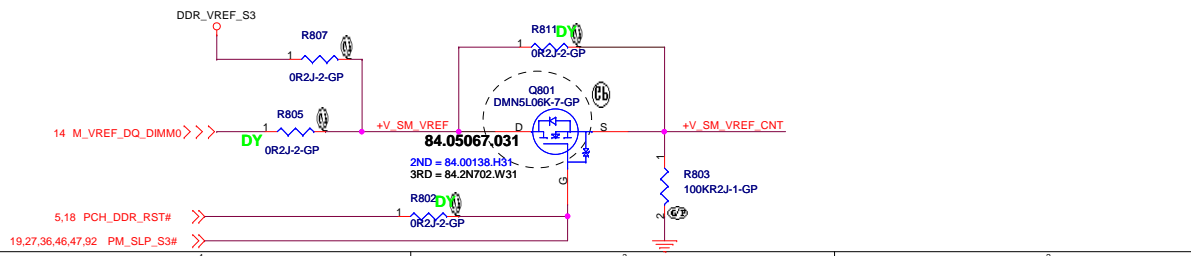 DDR_VREF_S3
R807
1
0R2J-2-GP
R811 DY
1
0R2J-2-GP
Q801
DMN5L06K-7-GP
R805
DY 1
0R2J-2-GP
14 M_VREF_DQ_DIMM0
+V_SM_VREF
D
S
+V_SM_VREF_CNT
84.05067.031
2ND = 84.00138.H31
3RD = 84.2N702.W31
G
1
R803
100KR2J-1-GP
2
R802 DY
1
0R2J-2-GP
5,18 PCH_DDR_RST#
19,27,36,46,47,92 PM_SLP_S3#